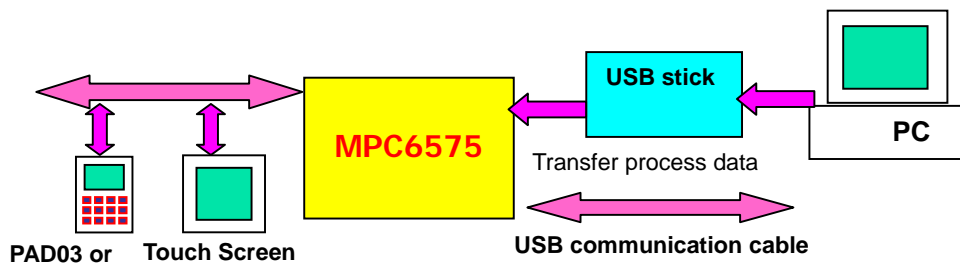 USB stick
MPC6575
PC
Transfer process data
PAD03 or
Touch Screen
USB communication cable